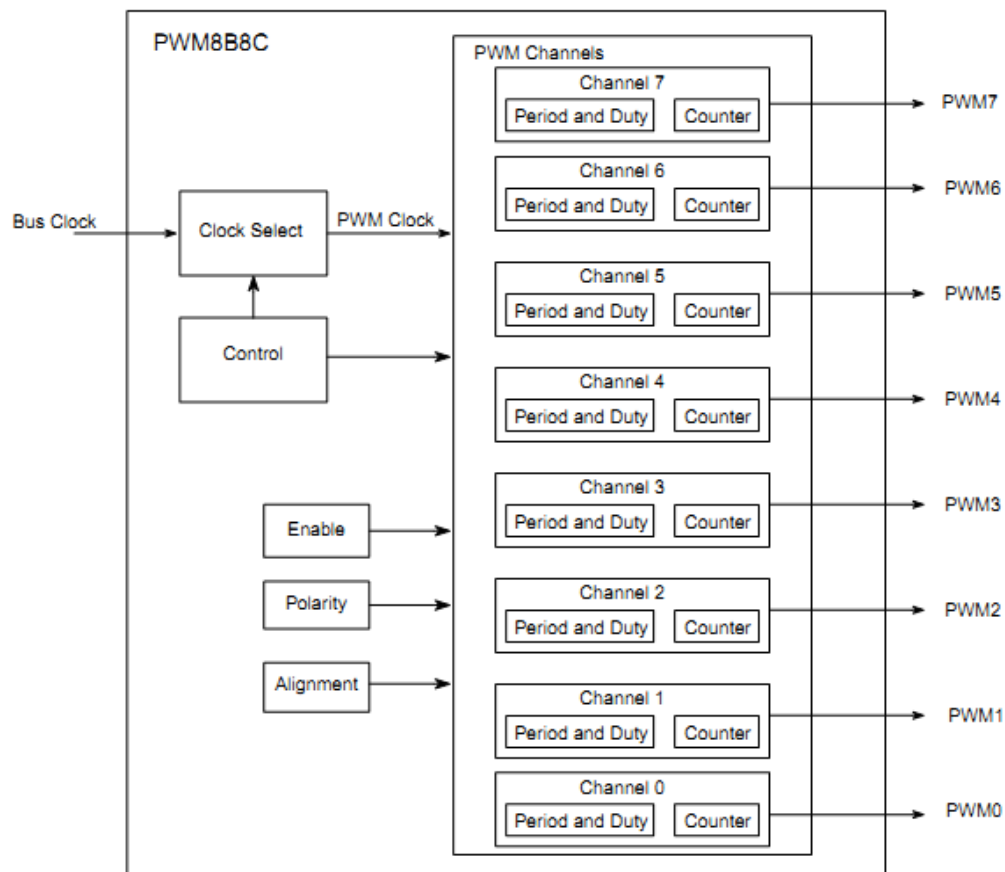 PWM8B8C
PWM Channels
Channel 7
Period and Duty
Counter
PWM7
Channel 6
Period and Duty
Counter
PWM6
Bus Clock
Clock Select
PWM Clock
Channel 5
Period and Duty
Counter
PWM5
Control
Channel 4
Period and Duty
Counter
PWM4
Channel 3
Period and Duty
Counter
PWM3
Enable
Polarity
Channel 2
Period and Duty
Counter
PWM2
Alignment
Channel 1
Period and Duty
Counter
PWM1
Channel 0
Period and Duty
Counter
PWM0